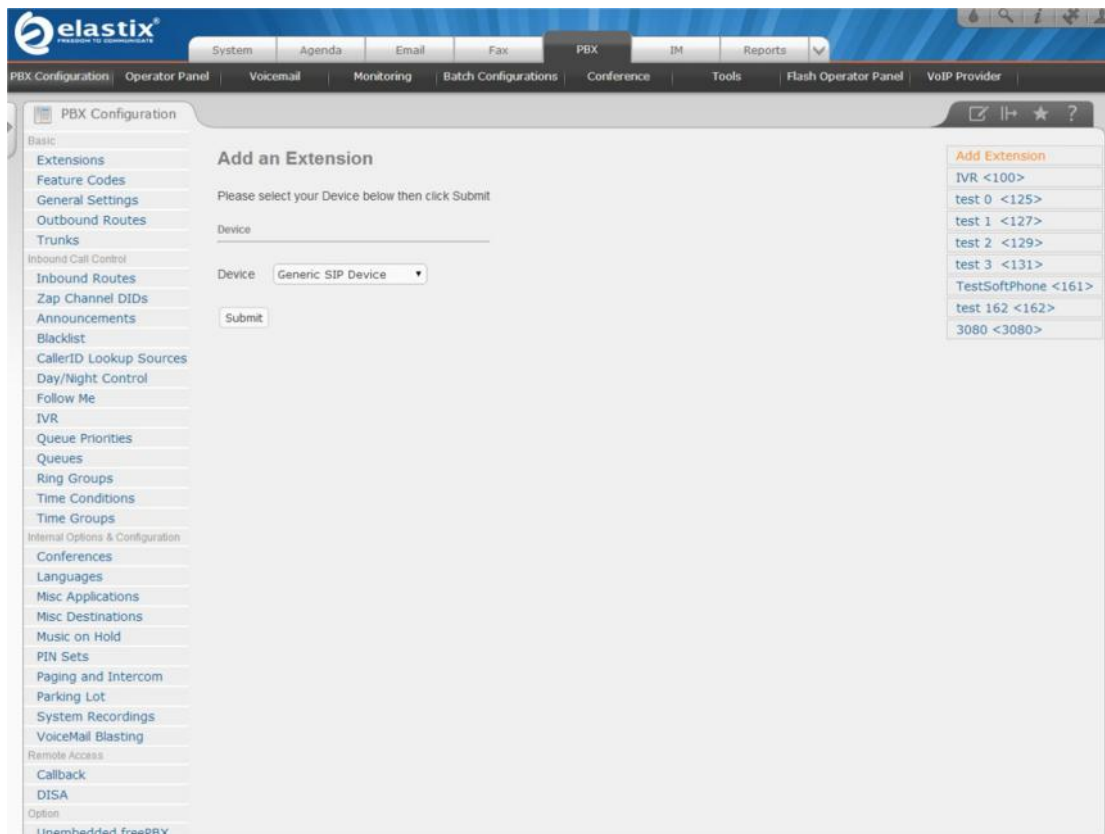 elastix®
FREEDOM TO COMMUNICATE
System Agenda Email Fax PBX IM Reports
PBX Configuration Operator Panel Voicemail Monitoring Batch Configurations Conference Tools Flash Operator Panel VoIP Provider
PBX Configuration
Basic
Extensions
Feature Codes
General Settings
Outbound Routes
Trunks
Inbound Call Control
Inbound Routes
Zap Channel DIDs
Announcements
Blacklist
CallerID Lookup Sources
Day/Night Control
Follow Me
IVR
Queue Priorities
Queues
Ring Groups
Time Conditions
Time Groups
Internal Options & Configuration
Conferences
Languages
Misc Applications
Misc Destinations
Music on Hold
PIN Sets
Paging and Intercom
Parking Lot
System Recordings
VoiceMail Blasting
Remote Access
Callback
DISA
Option
Unembedded freePBX
Add an Extension
Please select your Device below then click Submit
Device
Device Generic SIP Device
Submit
Add Extension
IVR <100>
test 0 <125>
test 1 <127>
test 2 <129>
test 3 <131>
TestSoftPhone <161>
test 162 <162>
3080 <3080>